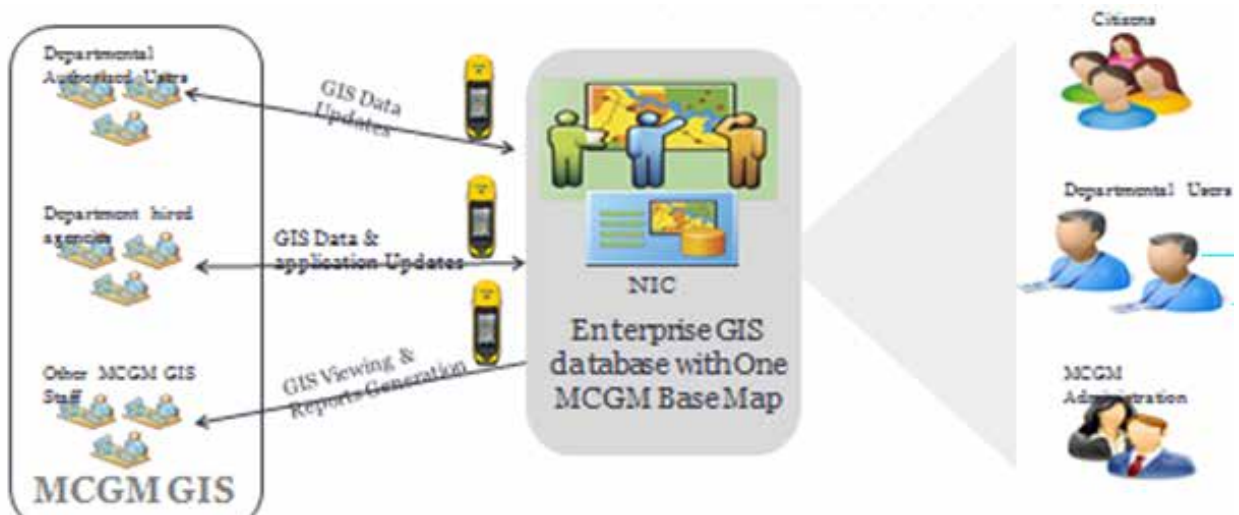 Departmental
Authorised Users
GIS Data
Updates
Department hired
agencies
GIS Data &
application Updates
Other MCGM GIS
Staff
GIS Viewing &
Reports Generation
MCGM GIS
NIC
Enterprise GIS
database with One
MCGM Base Map
Citizens
Departmental Users
MCGM
Administration